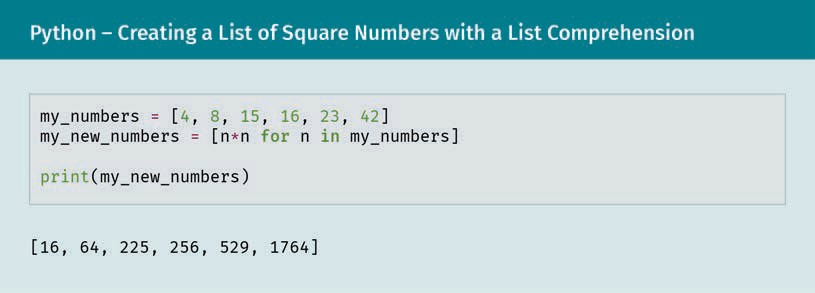 Python – Creating a List of Square Numbers with a List Comprehension
my_numbers = [4, 8, 15, 16, 23, 42]
my_new_numbers = [n*n for n in my_numbers]
print(my_new_numbers)
[16, 64, 225, 256, 529, 1764]